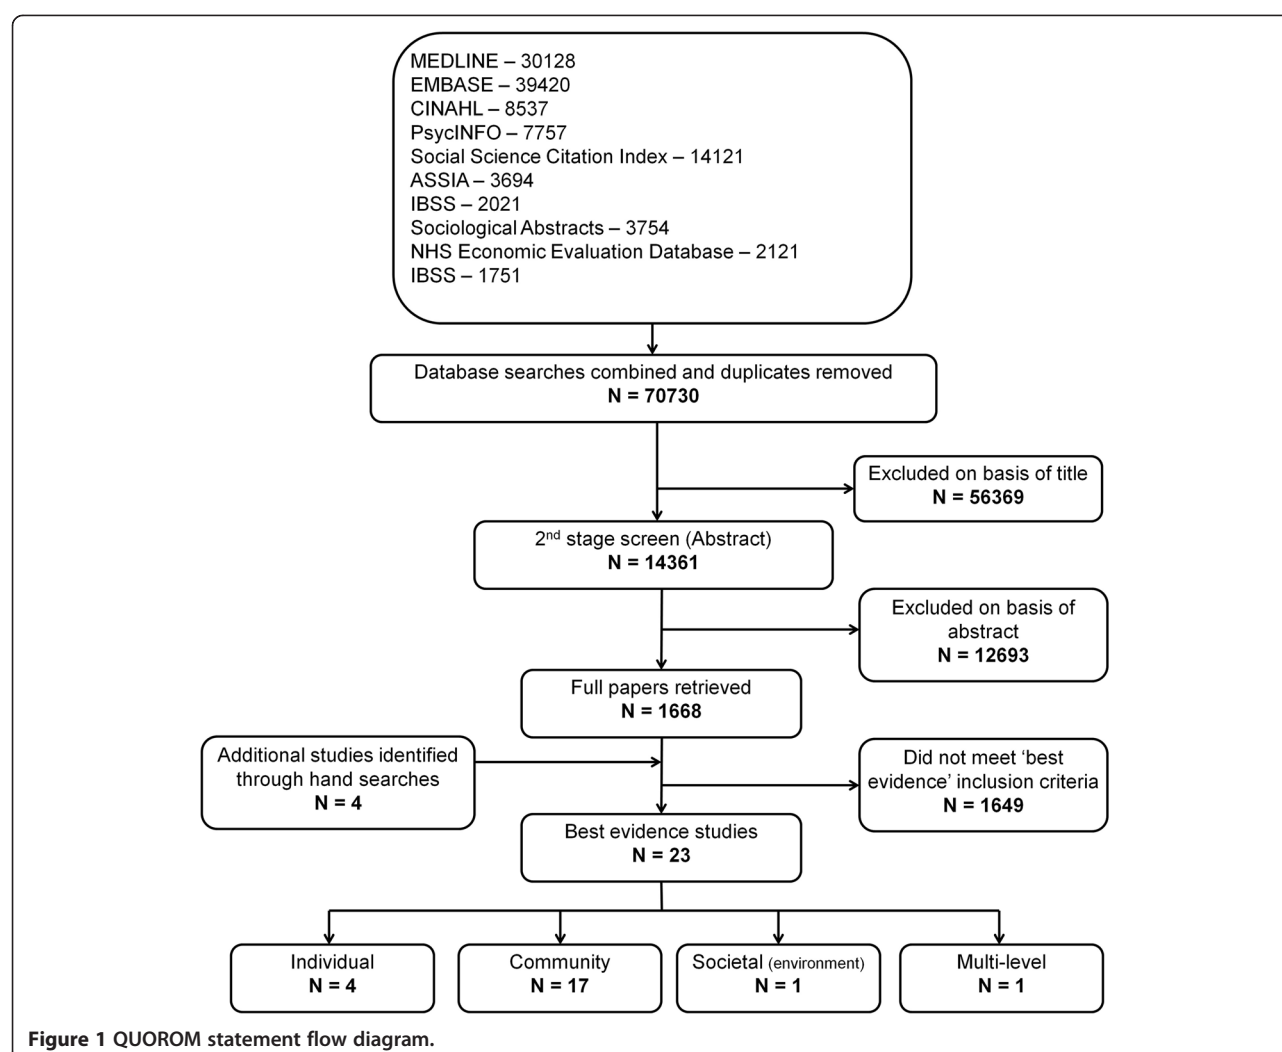 MEDLINE – 30128
EMBASE – 39420
CINAHL – 8537
PsycINFO – 7757
Social Science Citation Index – 14121
ASSIA – 3694
IBSS – 2021
Sociological Abstracts – 3754
NHS Economic Evaluation Database – 2121
IBSS – 1751
Database searches combined and duplicates removed
N = 70730
Excluded on basis of title
N = 56369
2nd stage screen (Abstract)
N = 14361
Excluded on basis of
abstract
N = 12693
Full papers retrieved
N = 1668
Additional studies identified
through hand searches
N = 4
Did not meet ‘best
evidence’ inclusion criteria
N = 1649
Best evidence studies
N = 23
Individual
N = 4
Community
N = 17
Societal (environment)
N = 1
Multi-level
N = 1
Figure 1 QUOROM statement flow diagram.